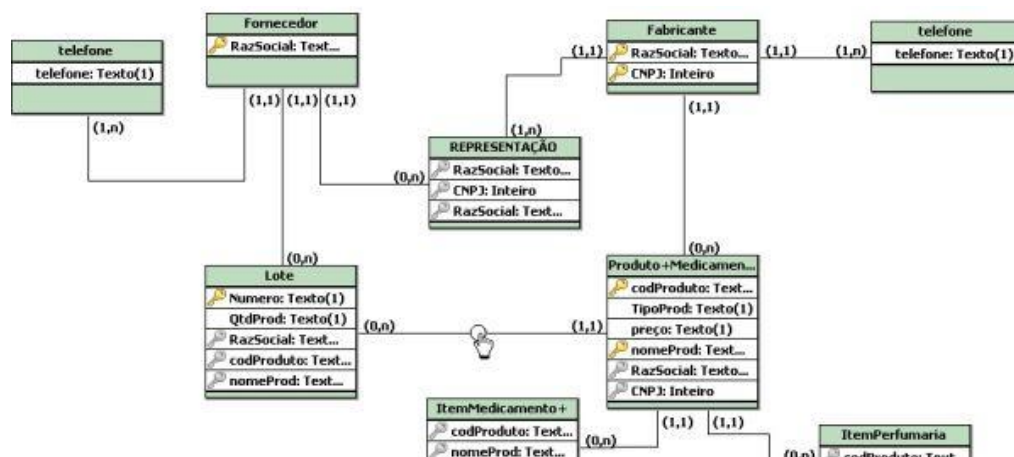 Fornecedor
RazSocial: Text...
telefone
telefone: Texto(1)
Fabricante
RazSocial: Texto...
CNPJ: Inteiro
telefone
telefone: Texto(1)
(1,1)
(1,1)
(1,n)
(1,1) (1,1) (1,1)
(1,1)
(1,n)
(1,n)
REPRESENTAÇÃO
RazSocial: Texto...
CNPJ: Inteiro
RazSocial: Text...
(0,n)
(0,n)
(0,n)
Lote
Numero: Texto(1)
QtdProd: Texto(1)
RazSocial: Text...
codProduto: Text...
nomeProd: Text...
(0,n)
(1,1)
Produto+Medicamen...
codProduto: Text...
TipoProd: Texto(1)
preço: Texto(1)
nomeProd: Text...
RazSocial: Texto...
CNPJ: Inteiro
(1,1) (1,1)
ItemMedicamento+
codProduto: Text...
nomeProd: Text...
(0,n)
(0,n)
ItemPerfumaria
codProduto: Text